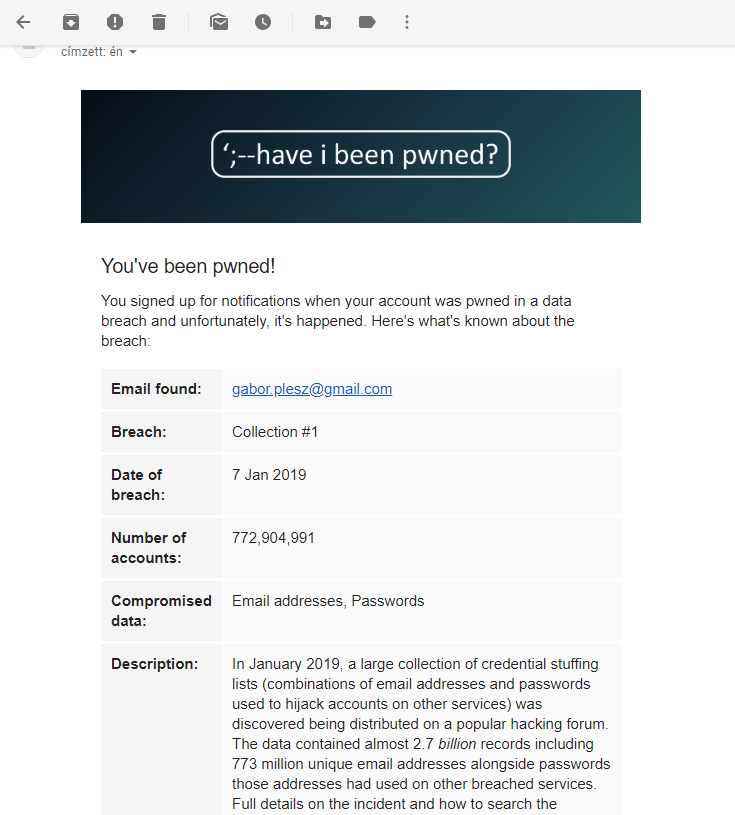 címzett: én
‘;--have i been pwned?
You've been pwned!
You signed up for notifications when your account was pwned in a data
breach and unfortunately, it's happened. Here's what's known about the
breach:
Email found: gabor.plesz@gmail.com
Breach: Collection #1
Date of
breach: 7 Jan 2019
Number of
accounts: 772,904,991
Compromised
data: Email addresses, Passwords
Description: In January 2019, a large collection of credential stuffing
lists (combinations of email addresses and passwords
used to hijack accounts on other services) was
discovered being distributed on a popular hacking forum.
The data contained almost 2.7 billion records including
773 million unique email addresses alongside passwords
those addresses had used on other breached services.
Full details on the incident and how to search the